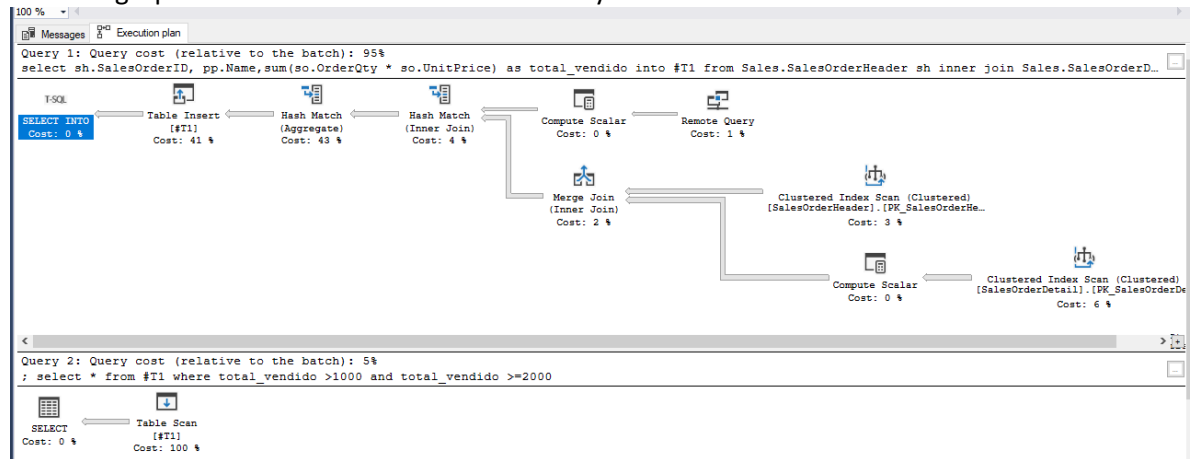 100 %
Messages Execution plan
Query 1: Query cost (relative to the batch): 95%
select sh.SalesOrderID, pp.Name,sum(so.OrderQty * so.UnitPrice) as total_vendido into #T1 from Sales.SalesOrderHeader sh inner join Sales.SalesOrderD…
T-SQL
SELECT INTO
Cost: 0 %
Table Insert
[#T1]
Cost: 41 %
Hash Match
(Aggregate)
Cost: 43 %
Hash Match
(Inner Join)
Cost: 4 %
Compute Scalar
Cost: 0 %
Remote Query
Cost: 1 %
Merge Join
(Inner Join)
Cost: 2 %
Clustered Index Scan (Clustered)
[SalesOrderHeader].[PK_SalesOrderHe…
Cost: 3 %
Compute Scalar
Cost: 0 %
Clustered Index Scan (Clustered)
[SalesOrderDetail].[PK_SalesOrderDe
Cost: 6 %
Query 2: Query cost (relative to the batch): 5%
; select * from #T1 where total_vendido >1000 and total_vendido >=2000
SELECT
Cost: 0 %
Table Scan
[#T1]
Cost: 100 %